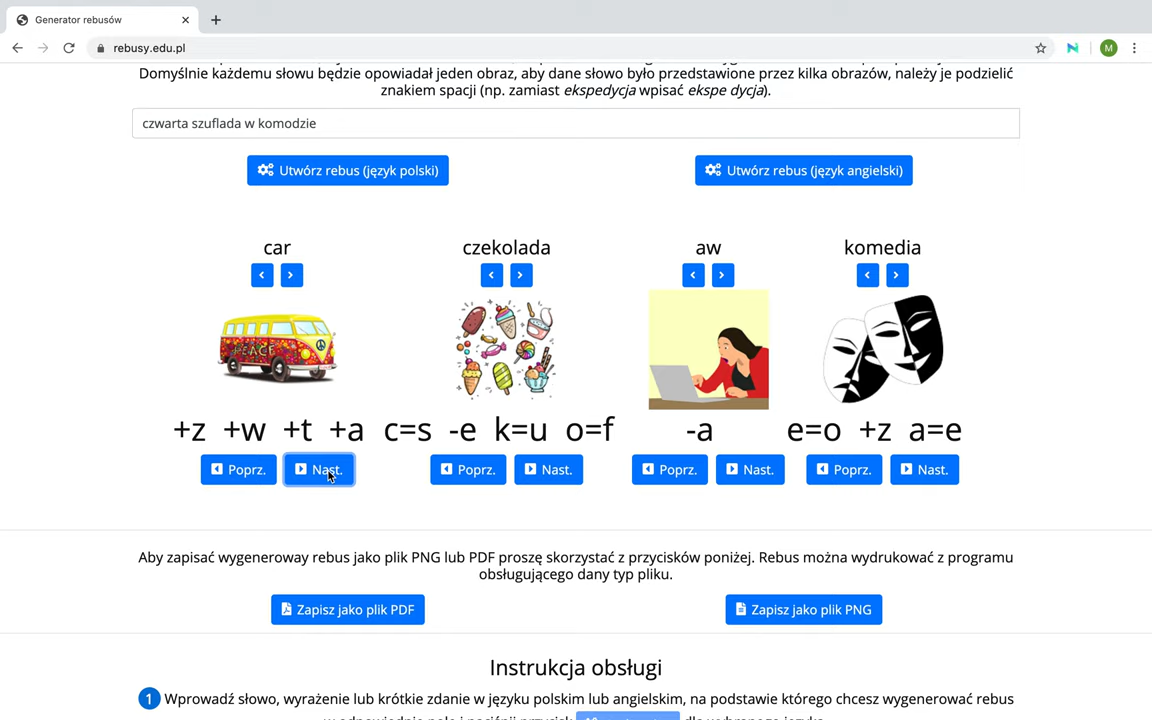 Generator rebusów
rebusy.edu.pl
M
Domyślnie każdemu słowu będzie opowiadał jeden obraz, aby dane słowo było przedstawione przez kilka obrazów, należy je podzielić
znakiem spacji (np. zamiast ekspedycja wpisać ekspe dycja).
czwarta szuflada w komodzie
Utwórz rebus (język polski) Utwórz rebus (język angielski)
car czekolada aw komedia
PEACE
+z +w +t +a c=s -e k=u o=f -a e=o +z a=e
Poprz. Nast. Poprz. Nast. Poprz. Nast. Poprz. Nast.
Aby zapisać wygeneroway rebus jako plik PNG lub PDF proszę skorzystać z przycisków poniżej. Rebus można wydrukować z programu
obsługującego dany typ pliku.
Zapisz jako plik PDF Zapisz jako plik PNG
Instrukcja obsługi
1 Wprowadź słowo, wyrażenie lub krótkie zdanie w języku polskim lub angielskim, na podstawie którego chcesz wygenerować rebus